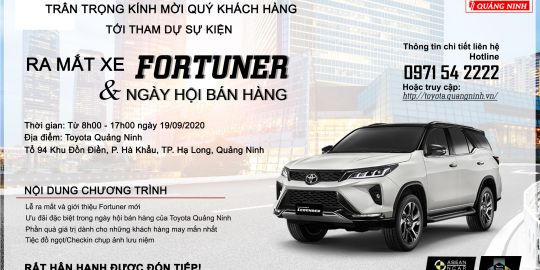 TRÂN TRỌNG KÍNH MỜI QUÝ KHÁCH HÀNG
TỚI THAM DỰ SỰ KIỆN
QUẢNG NINH
RA MẮT XE FORTUNER
& NGÀY HỘI BÁN HÀNG
Thông tin chi tiết liên hệ
Hotline
0971 54 2222
Hoặc truy cập:
http://toyota.quangninh.vn/
Thời gian: Từ 8h00 - 17h00 ngày 19/09/2020
Địa điểm: Toyota Quảng Ninh
Tổ 94 Khu Đồn Điền, P. Hà Khẩu, TP. Hạ Long, Quảng Ninh
NỘI DUNG CHƯƠNG TRÌNH
Lễ ra mắt và giới thiệu Fortuner mới
Ưu đãi đặc biệt trong ngày hội bán hàng của Toyota Quảng Ninh
Phần quà giá trị dành cho những khách hàng may mắn nhất
Tiệc đồ ngọt/Checkin chụp ảnh lưu niệm
FORTUNER
RẤT HÂN HẠNH ĐƯỢC ĐÓN TIẾP!
ASEAN
NCAP